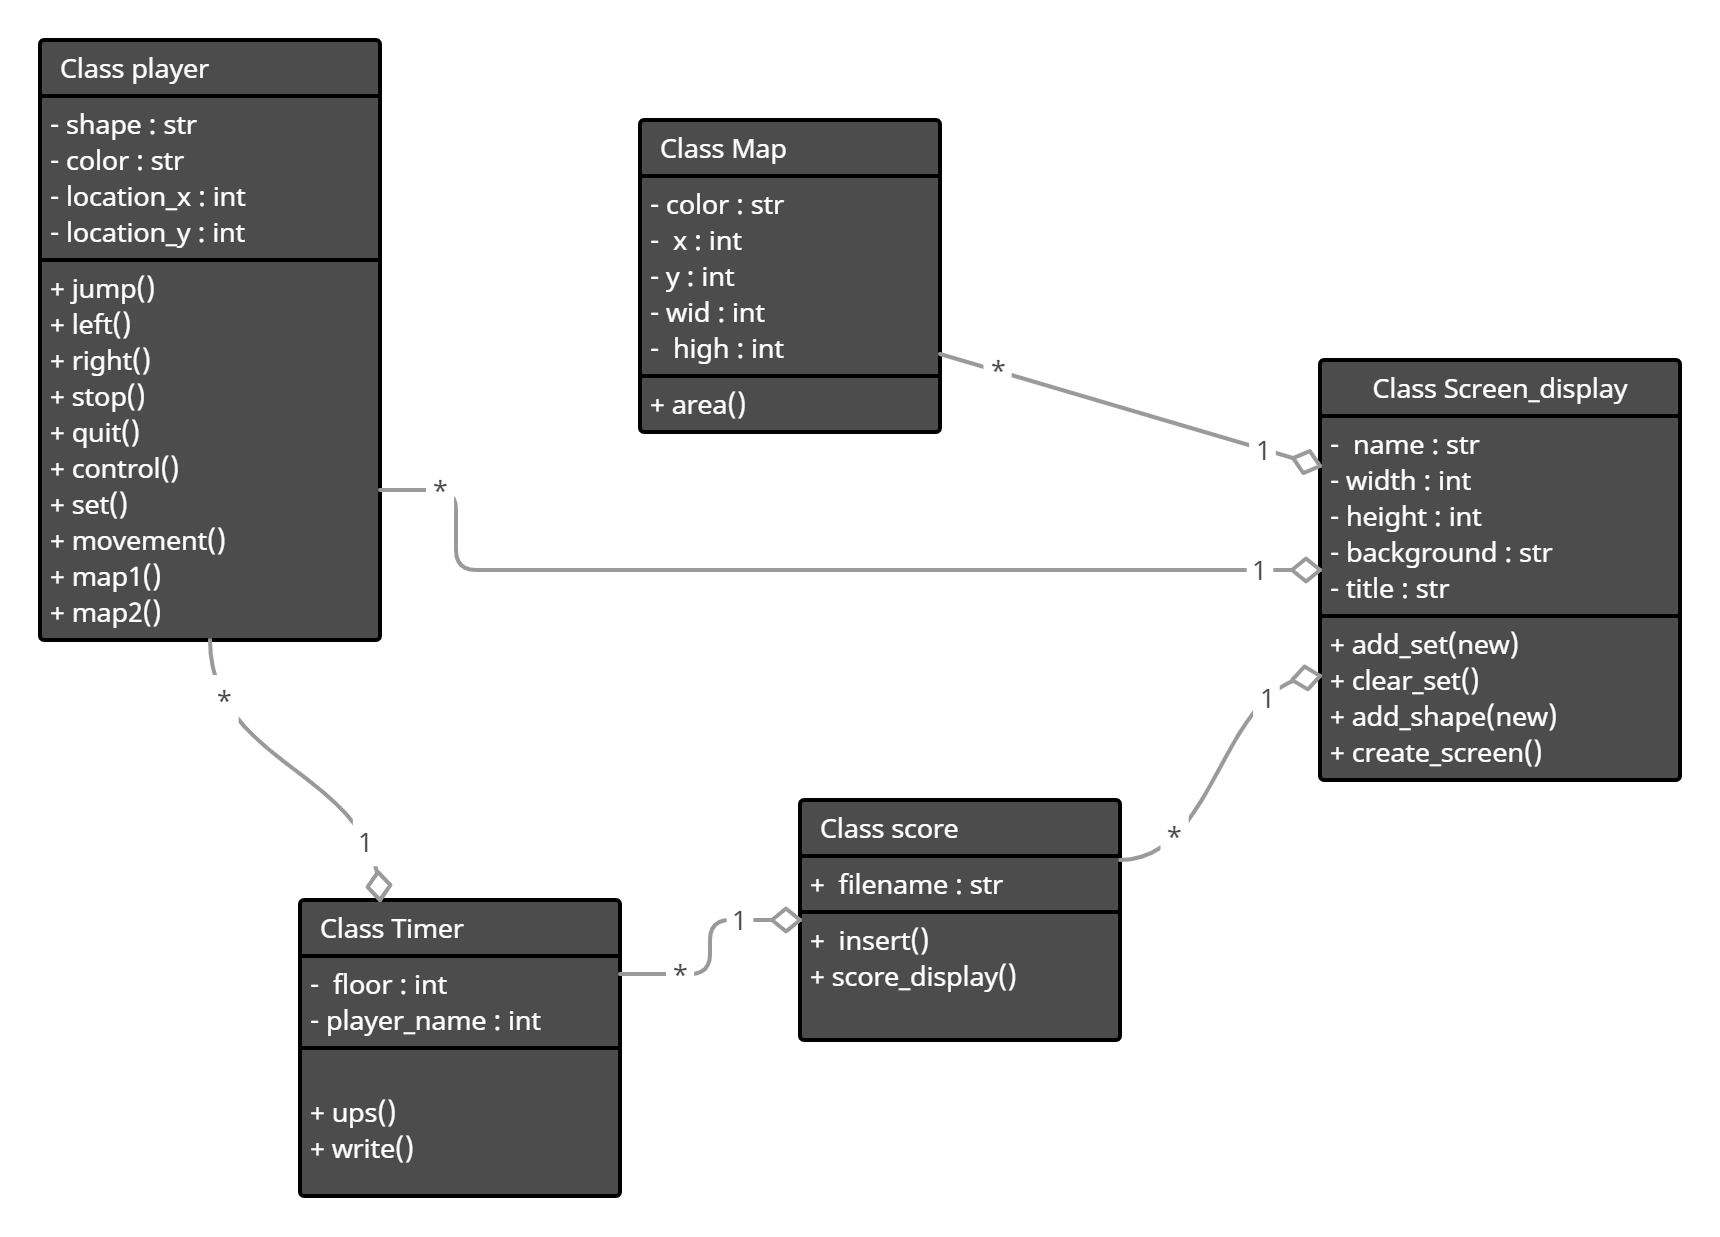 Class player
- shape : str
- color : str
- location_x : int
- location_y : int
+ jump()
+ left()
+ right()
+ stop()
+ quit()
+ control()
+ set()
+ movement()
+ map1()
+ map2()
Class Map
- color : str
-  x : int
- y : int
- wid : int
-  high : int
+ area()
*
1
*
1
Class Screen_display
-  name : str
- width : int
- height : int
- background : str
- title : str
+ add_set(new)
+ clear_set()
+ add_shape(new)
+ create_screen()
*
1
Class Timer
-  floor : int
- player_name : int
+ ups()
+ write()
*
1
Class score
+  filename : str
+  insert()
+ score_display()
*
1